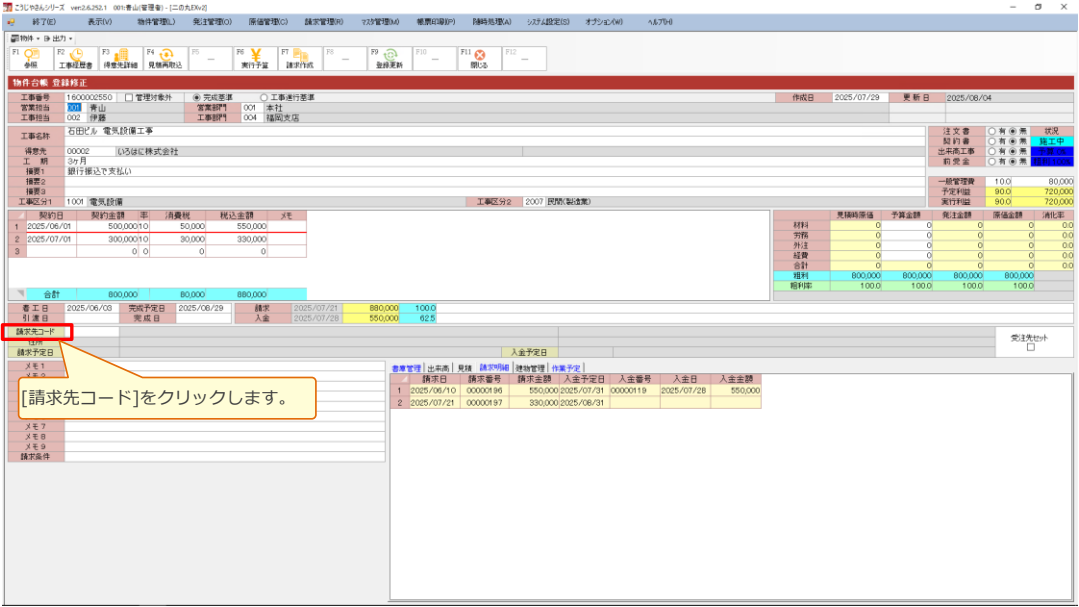 こうじやさんシリーズ ver:2.6.252.1 001:青山(管理者) - [二の丸EXv2]
終了(E) 表示(V) 物件管理(L) 発注管理(O) 原価管理(C) 請求管理(R) マスタ管理(M) 帳票印刷(P) 随時処理(A) システム設定(S) オプション(W) ヘルプ(H)
物件 出力
F1 F2 F3 F4 F5 F6 F7 F8 F9 F10 F11 F12
参照 工事経歴書 得意先詳細 見積再取込 ― 実行予算 請求作成 ― 登録更新 ― 閉じる ―
物件台帳 登録修正
工事番号 1600002550 管理対象外 完成基準 工事進行基準 作成日 2025/07/29 更新日 2025/08/04
営業担当 001 青山 営業部門 001 本社
工事担当 002 伊藤 工事部門 004 福岡支店
工事名称 石田ビル 電気設備工事
注文書 有 無 状況
契約書 有 無 施工中
得意先 00002 いろはに株式会社 出来高工事 有 無
工 期 3ヶ月 前受金 有 無
摘要1 銀行振込で支払い
摘要2 一般管理費 10.0 80,000
摘要3 予定利益 90.0 720,000
工事区分1 1001 電気設備 工事区分2 2007 民間(製造業) 実行利益 90.0 720,000
契約日 契約金額 率 消費税 税込金額 メモ
1 2025/06/01 500,000 10 50,000 550,000
2 2025/07/01 300,000 10 30,000 330,000
3 0 0 0 0
合計 800,000 80,000 880,000
見積時原価 予算金額 発注金額 原価金額 消化率
材料 0 0 0 0 0.0
労務 0 0 0 0 0.0
外注 0 0 0 0 0.0
経費 0 0 0 0 0.0
合計 0 0 0 0 0.0
粗利 800,000 800,000 800,000 800,000
粗利率 100.0 100.0 100.0 100.0
着工日 2025/06/03 完成予定日 2025/08/29 請求 2025/07/21 880,000 100.0
引渡日 完成日 入金 2025/07/28 550,000 62.5
請求先コード
住所
請求予定日 入金予定日
受注先セット
メモ1
メモ2
[請求先コード]をクリックします。
メモ7
メモ8
メモ9
請求条件
書庫管理 出来高 見積 請求明細 建物管理 作業予定
請求日 請求番号 請求金額 入金予定日 入金番号 入金日 入金金額
1 2025/06/10 00000196 550,000 2025/07/31 00000119 2025/07/28 550,000
2 2025/07/21 00000197 330,000 2025/08/31